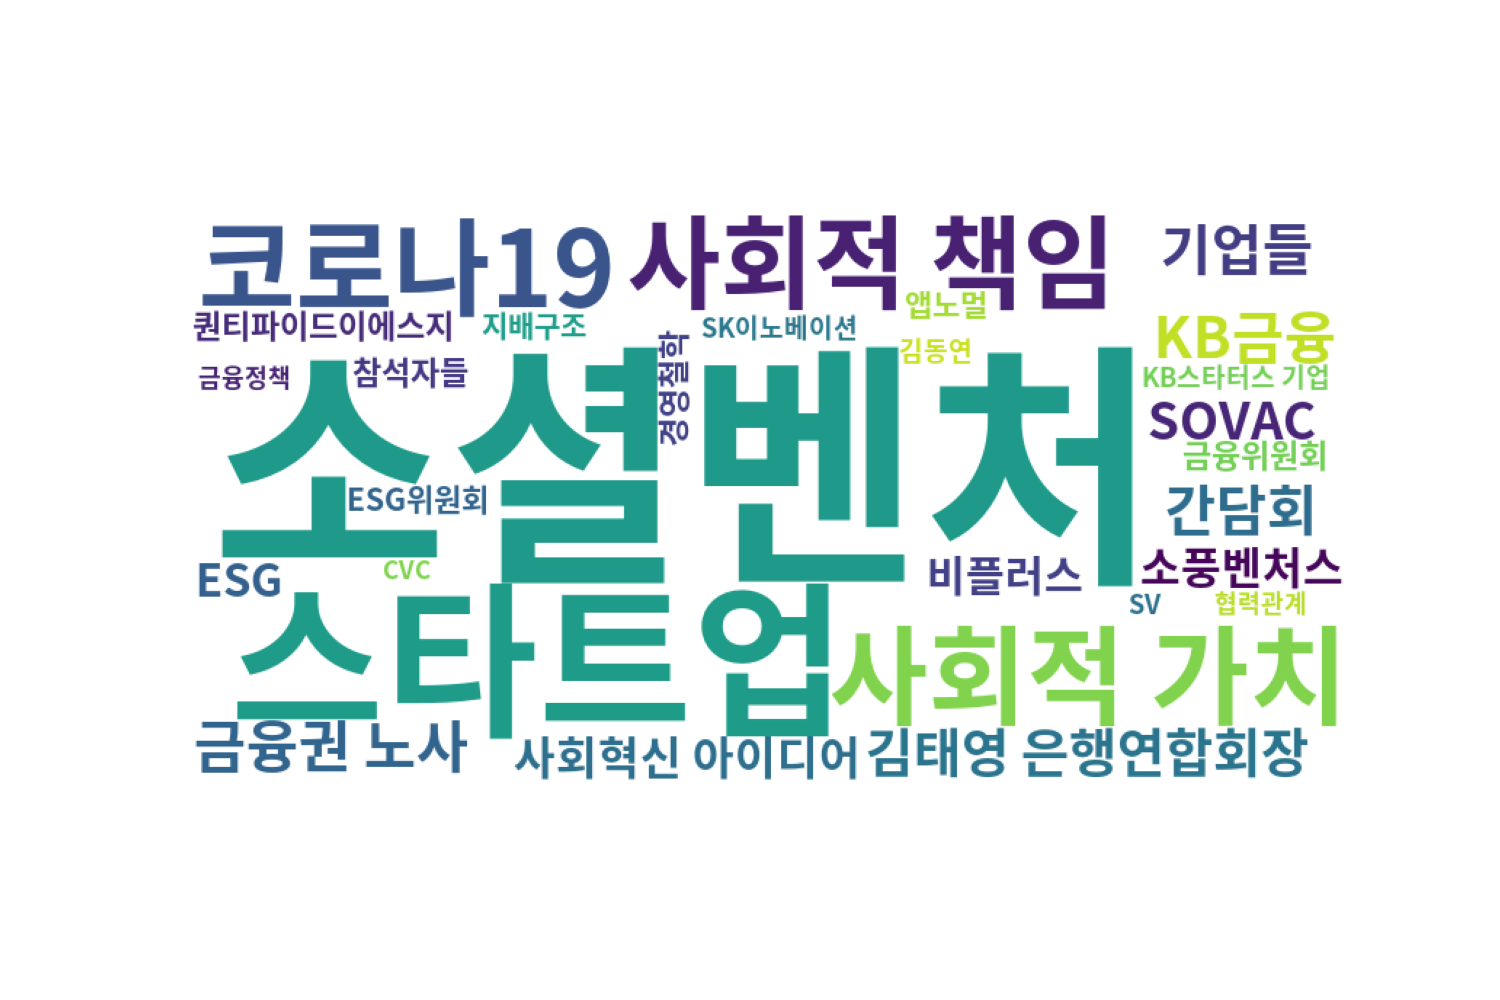 코로나19
사회적 책임
기업들
앱노멀
퀀티파이드이에스지
지배구조
SK이노베이션
KB금융
김동연
경영철학
금융정책
참석자들
KB스타터스 기업
소셜벤처
SOVAC
금융위원회
ESG위원회
간담회
ESG
CVC
비플러스
소풍벤처스
SV
협력관계
스타트업
사회적 가치
금융권 노사
사회혁신 아이디어
김태영 은행연합회장